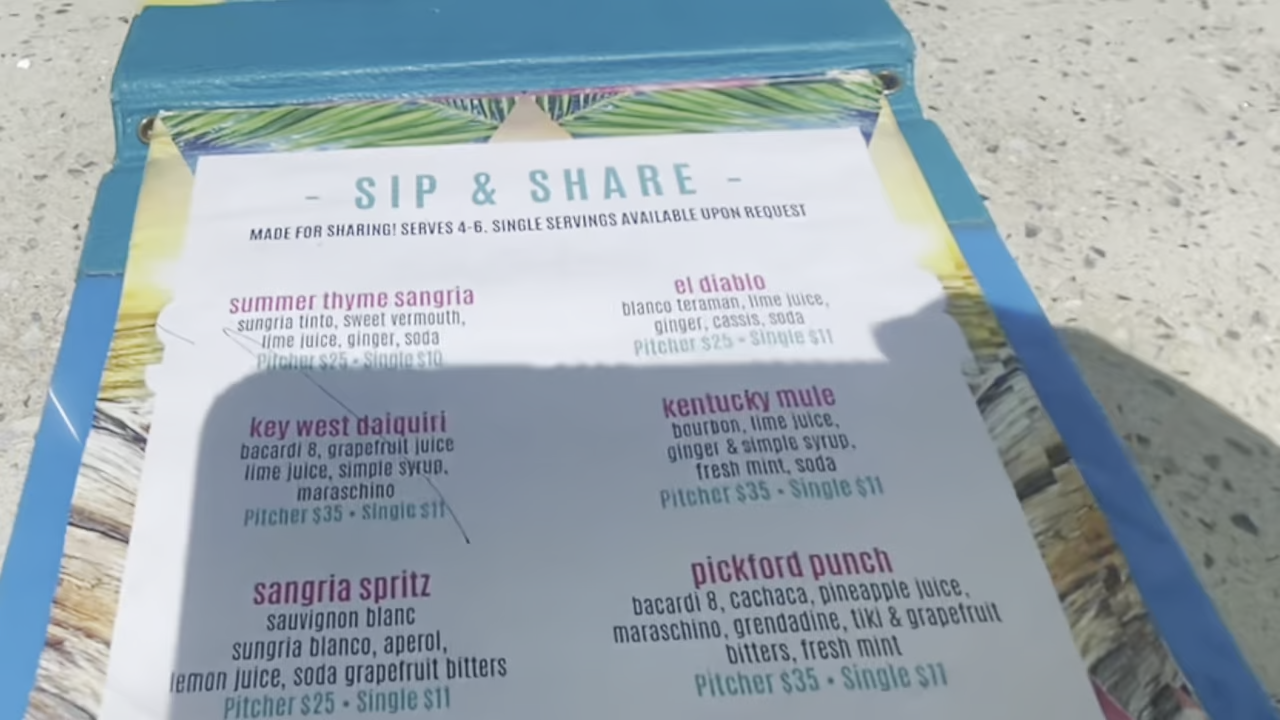 - SIP & SHARE -
MADE FOR SHARING! SERVES 4-6. SINGLE SERVINGS AVAILABLE UPON REQUEST
summer thyme sangria
sungria tinto, sweet vermouth,
lime juice, ginger, soda
Pitcher $25 • Single $10
key west daiquiri
bacardi 8, grapefruit juice
lime juice, simple syrup,
maraschino
Pitcher $35 • Single $11
sangria spritz
sauvignon blanc
sungria blanco, aperol,
lemon juice, soda grapefruit bitters
Pitcher $25 • Single $11
el diablo
blanco teraman, lime juice,
ginger, cassis, soda
Pitcher $25 • Single $11
kentucky mule
bourbon, lime juice,
ginger & simple syrup,
fresh mint, soda
Pitcher $35 • Single $11
pickford punch
bacardi 8, cachaca, pineapple juice,
maraschino, grendadine, tiki & grapefruit
bitters, fresh mint
Pitcher $35 • Single $11